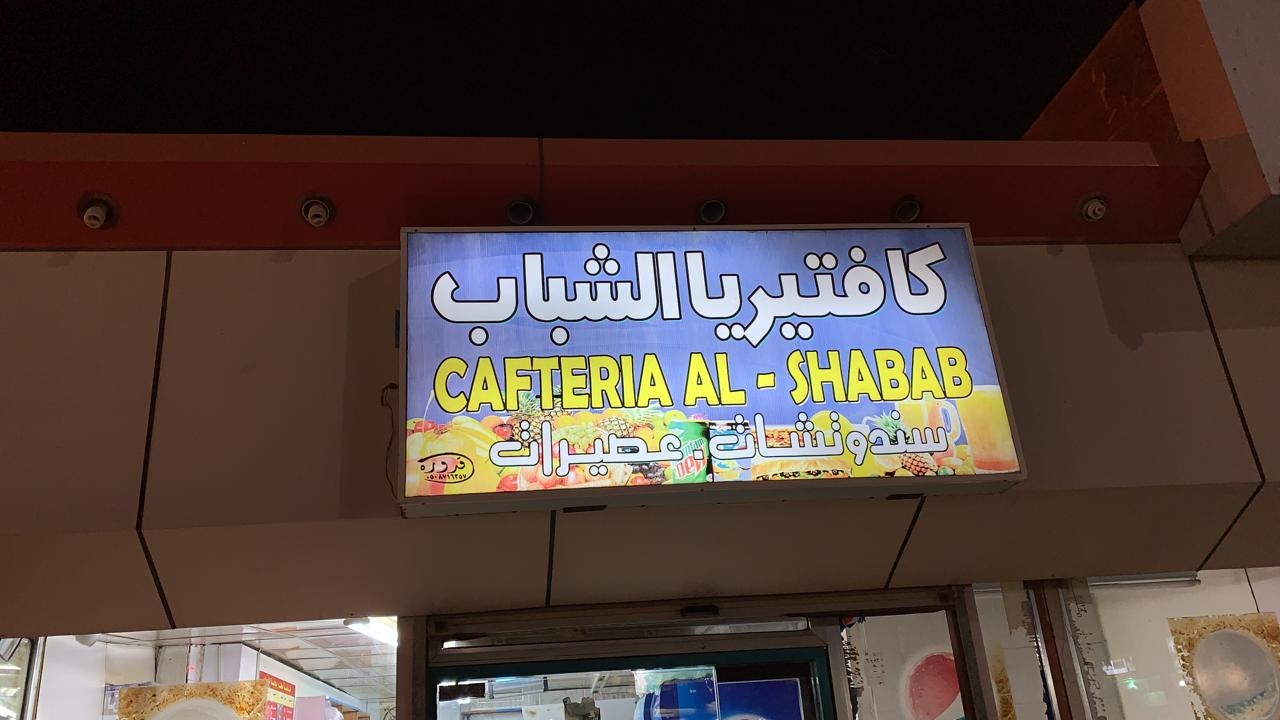 كافتيريا الشباب
CAFTERIA AL - SHABAB
سندوتشات . عصيرات